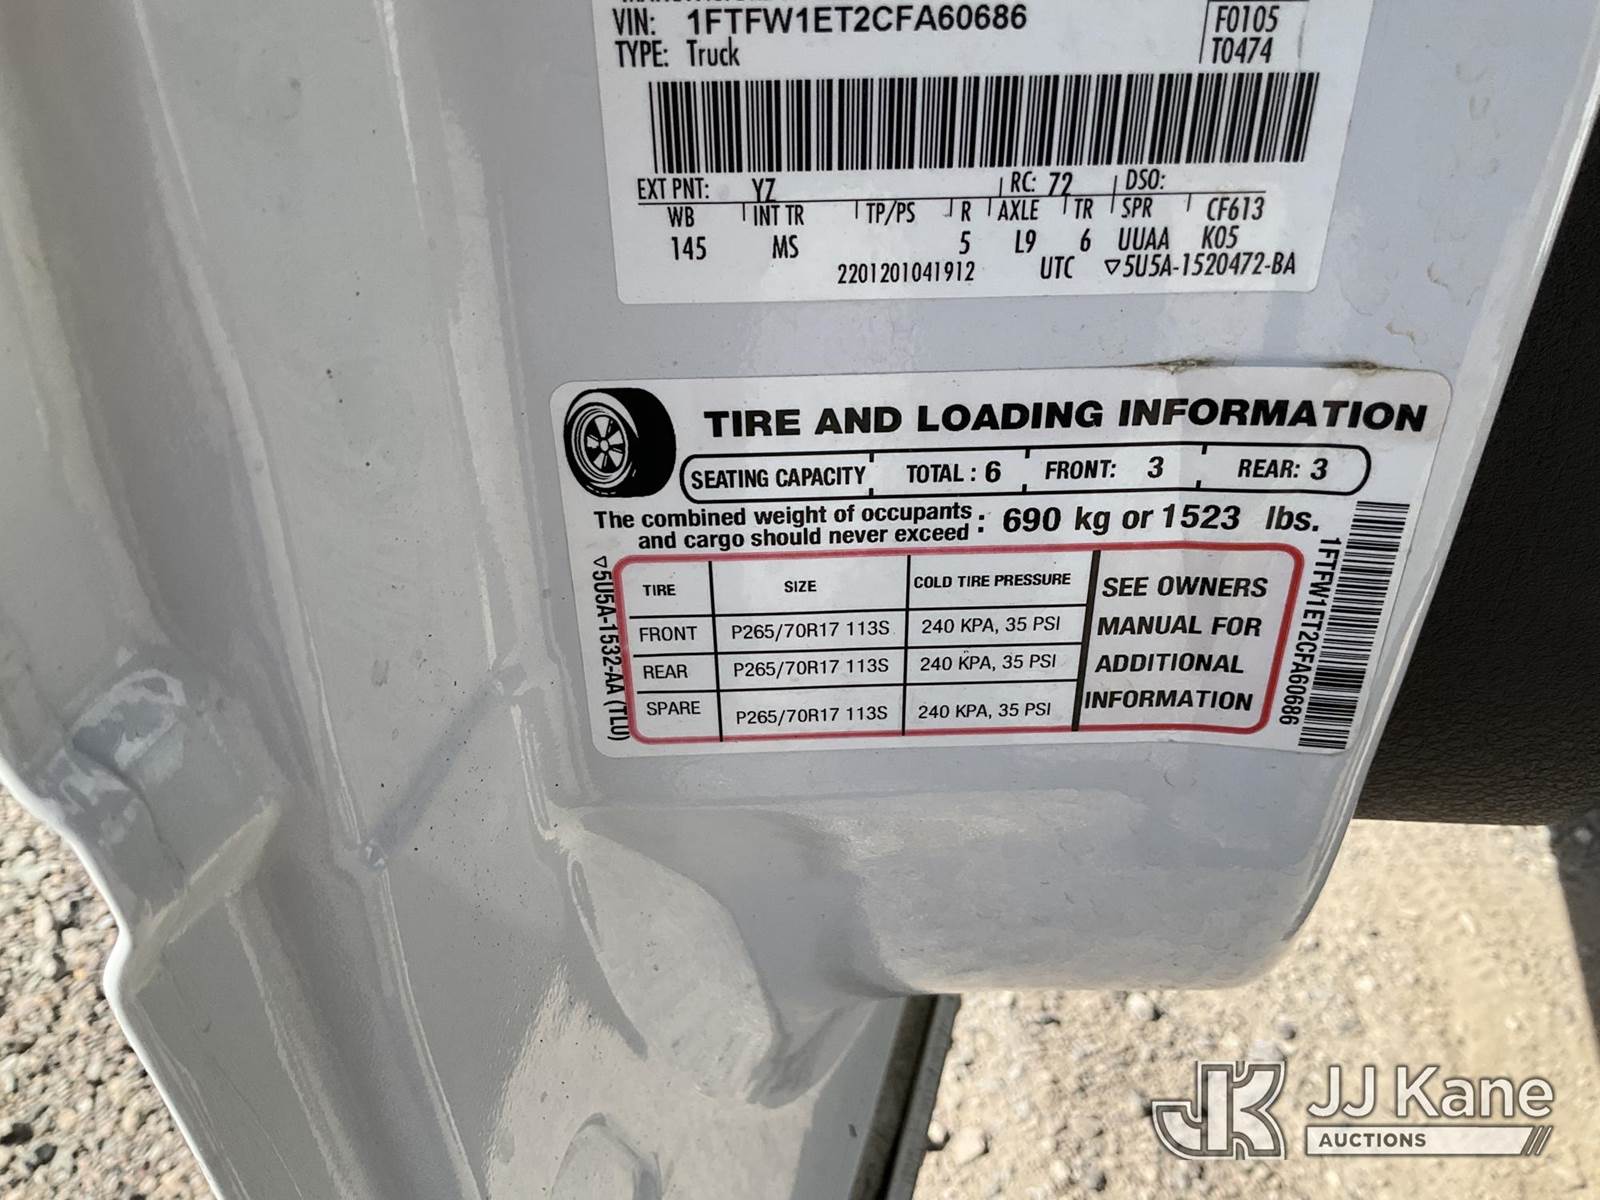 VIN: 1FTFW1ET2CFA60686
F0105
TYPE: Truck
T0474
EXT PNT: YZ RC: 72 DSO:
WB INT TR TP/PS R AXLE TR SPR CF613
145 MS 5 L9 6 UUAA K05
2201201041912 UTC ▽5U5A-1520472-BA
TIRE AND LOADING INFORMATION
SEATING CAPACITY TOTAL : 6 FRONT: 3 REAR: 3
The combined weight of occupants
and cargo should never exceed : 690 kg or 1523 lbs.
TIRE SIZE COLD TIRE PRESSURE
FRONT P265/70R17 113S 240 KPA, 35 PSI
REAR P265/70R17 113S 240 KPA, 35 PSI
SPARE P265/70R17 113S 240 KPA, 35 PSI
SEE OWNERS
MANUAL FOR
ADDITIONAL
INFORMATION
▽5U5A-1532-AA (TLU)
1FTFW1ET2CFA60686
JK JJ Kane
AUCTIONS